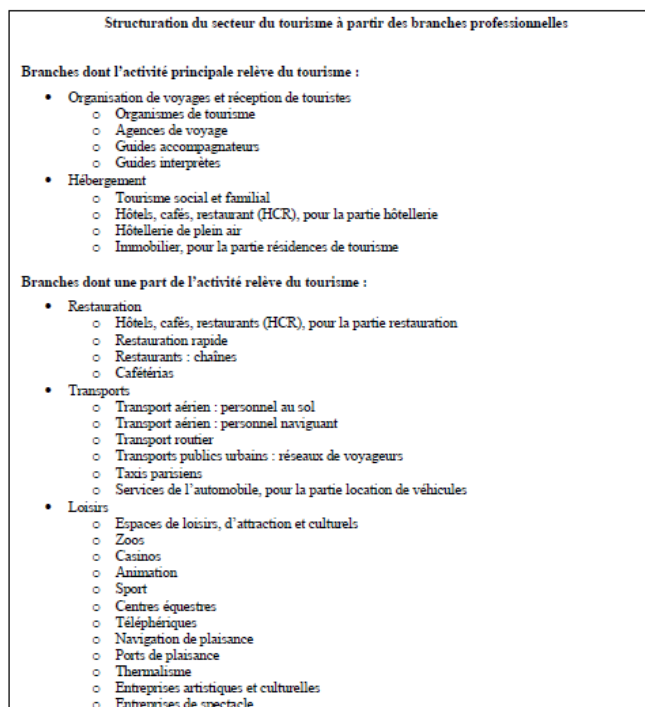 Structuration du secteur du tourisme à partir des branches professionnelles
Branches dont l'activité principale relève du tourisme :
• Organisation de voyages et réception de touristes
o Organismes de tourisme
o Agences de voyage
o Guides accompagnateurs
o Guides interprètes
• Hébergement
o Tourisme social et familial
o Hôtels, cafés, restaurant (HCR), pour la partie hôtellerie
o Hôtellerie de plein air
o Immobilier, pour la partie résidences de tourisme
Branches dont une part de l'activité relève du tourisme :
• Restauration
o Hôtels, cafés, restaurants (HCR), pour la partie restauration
o Restauration rapide
o Restaurants : chaînes
o Cafétérias
• Transports
o Transport aérien : personnel au sol
o Transport aérien : personnel naviguant
o Transport routier
o Transports publics urbains : réseaux de voyageurs
o Taxis parisiens
o Services de l'automobile, pour la partie location de véhicules
• Loisirs
o Espaces de loisirs, d'attraction et culturels
o Zoos
o Casinos
o Animation
o Sport
o Centres équestres
o Téléphériques
o Navigation de plaisance
o Ports de plaisance
o Thermalisme
o Entreprises artistiques et culturelles
o Entreprises de spectacle